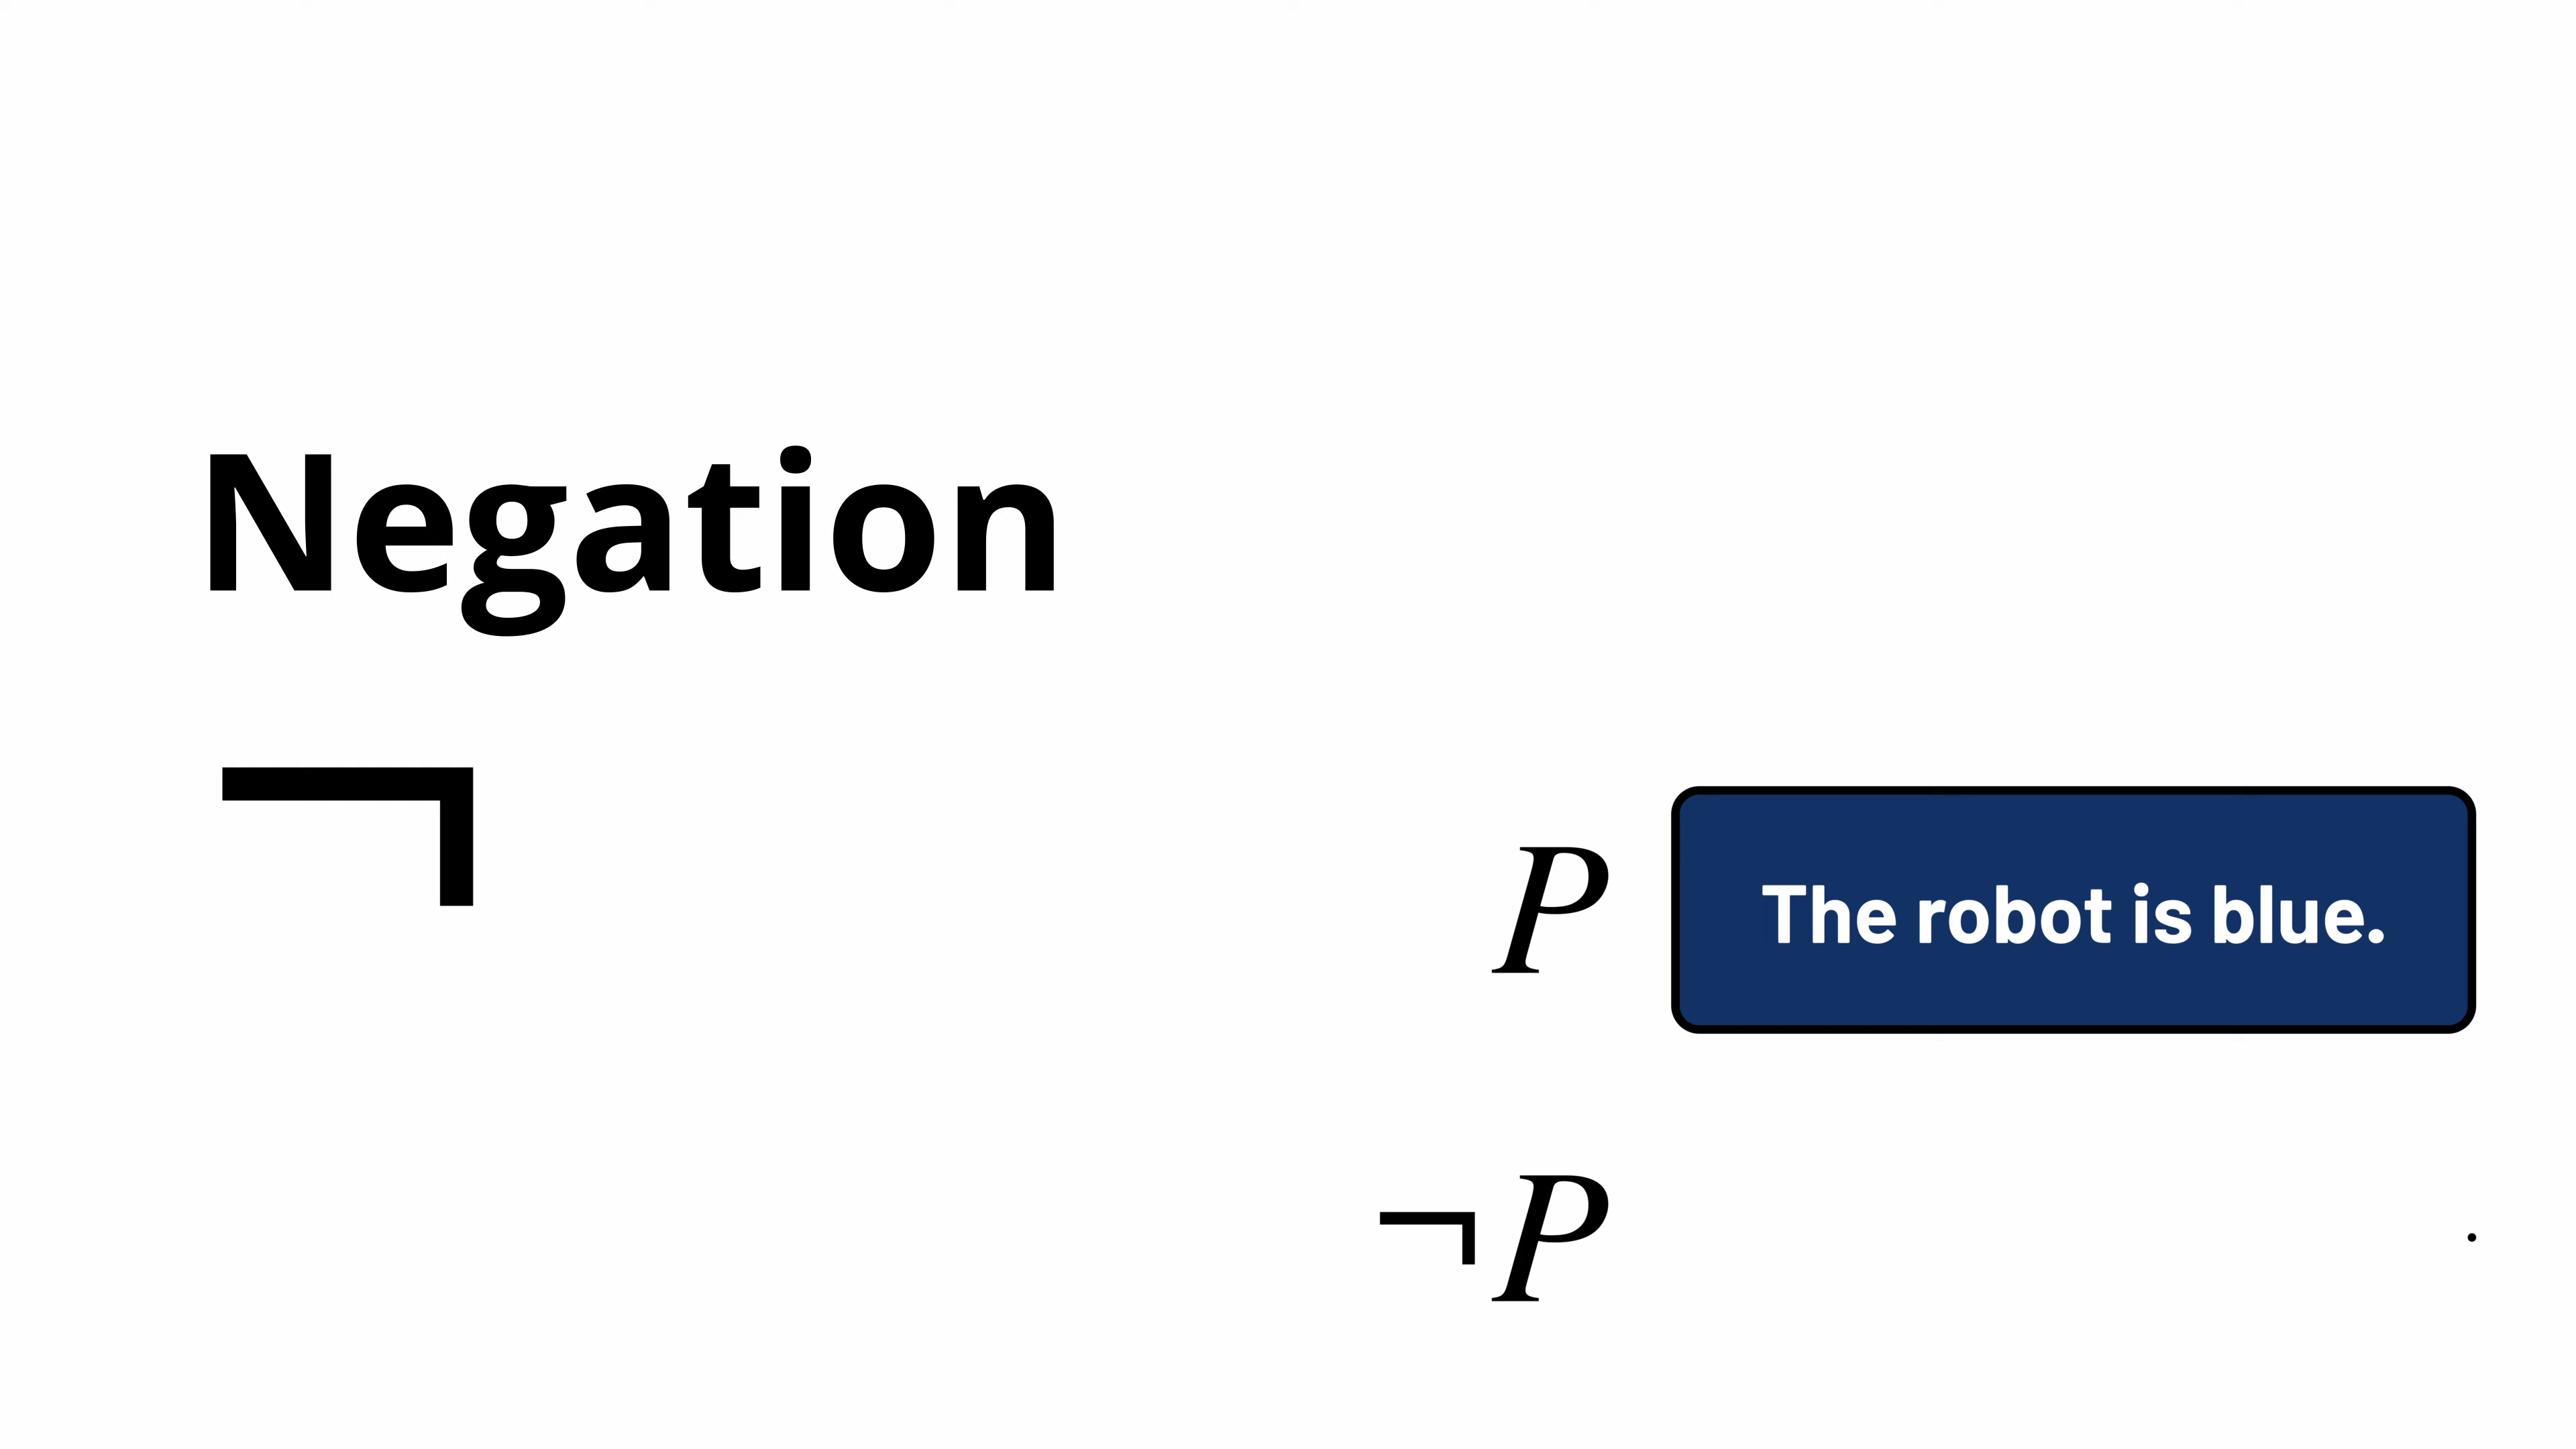 Negation
¬
P
The robot is blue.
¬P